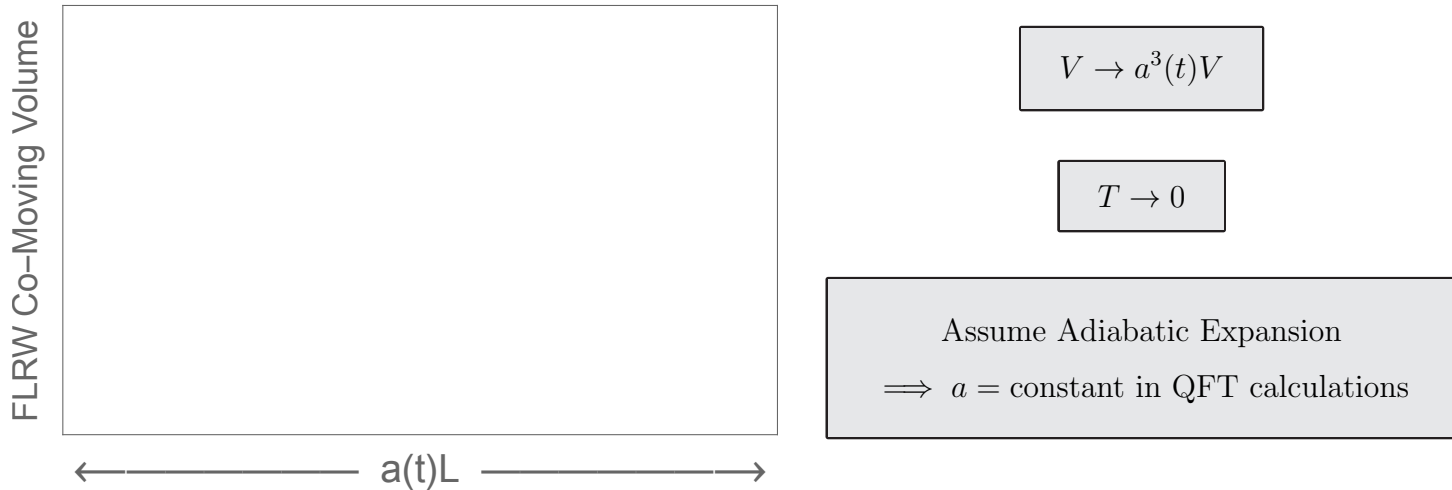 FLRW Co–Moving Volume
a(t)L
V → a³(t)V
T → 0
Assume Adiabatic Expansion
⟹ a = constant in QFT calculations